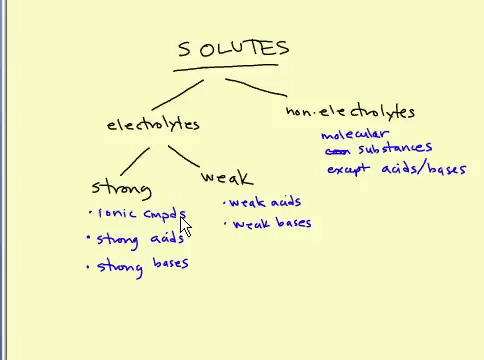 SOLUTES
electrolytes
non-electrolytes
molecular
substances
except acids/bases
strong
• Ionic cmpds
• strong acids
• strong bases
weak
• weak acids
• weak bases